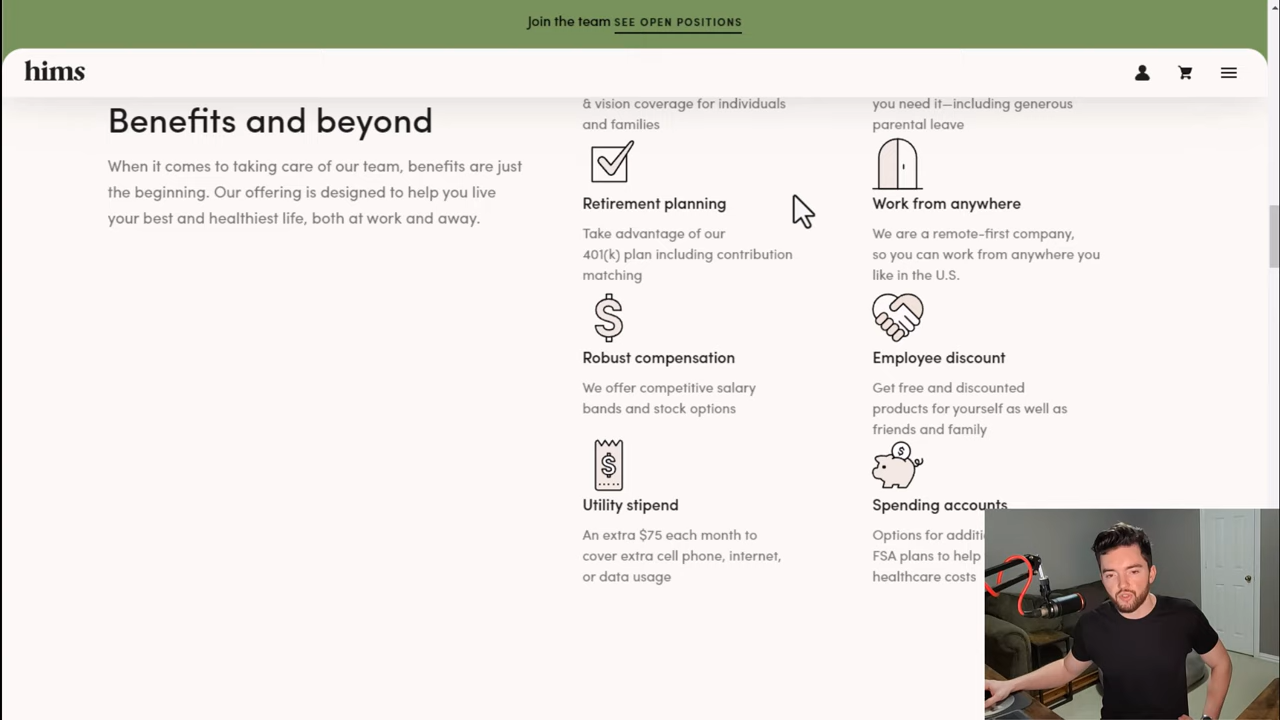 Join the team SEE OPEN POSITIONS
hims
Benefits and beyond
When it comes to taking care of our team, benefits are just
the beginning. Our offering is designed to help you live
your best and healthiest life, both at work and away.
& vision coverage for individuals
and families
you need it—including generous
parental leave
Retirement planning
Take advantage of our
401(k) plan including contribution
matching
Work from anywhere
We are a remote-first company,
so you can work from anywhere you
like in the U.S.
Robust compensation
We offer competitive salary
bands and stock options
Employee discount
Get free and discounted
products for yourself as well as
friends and family
Utility stipend
An extra $75 each month to
cover extra cell phone, internet,
or data usage
Spending accounts
Options for
FSA plans to help
healthcare costs